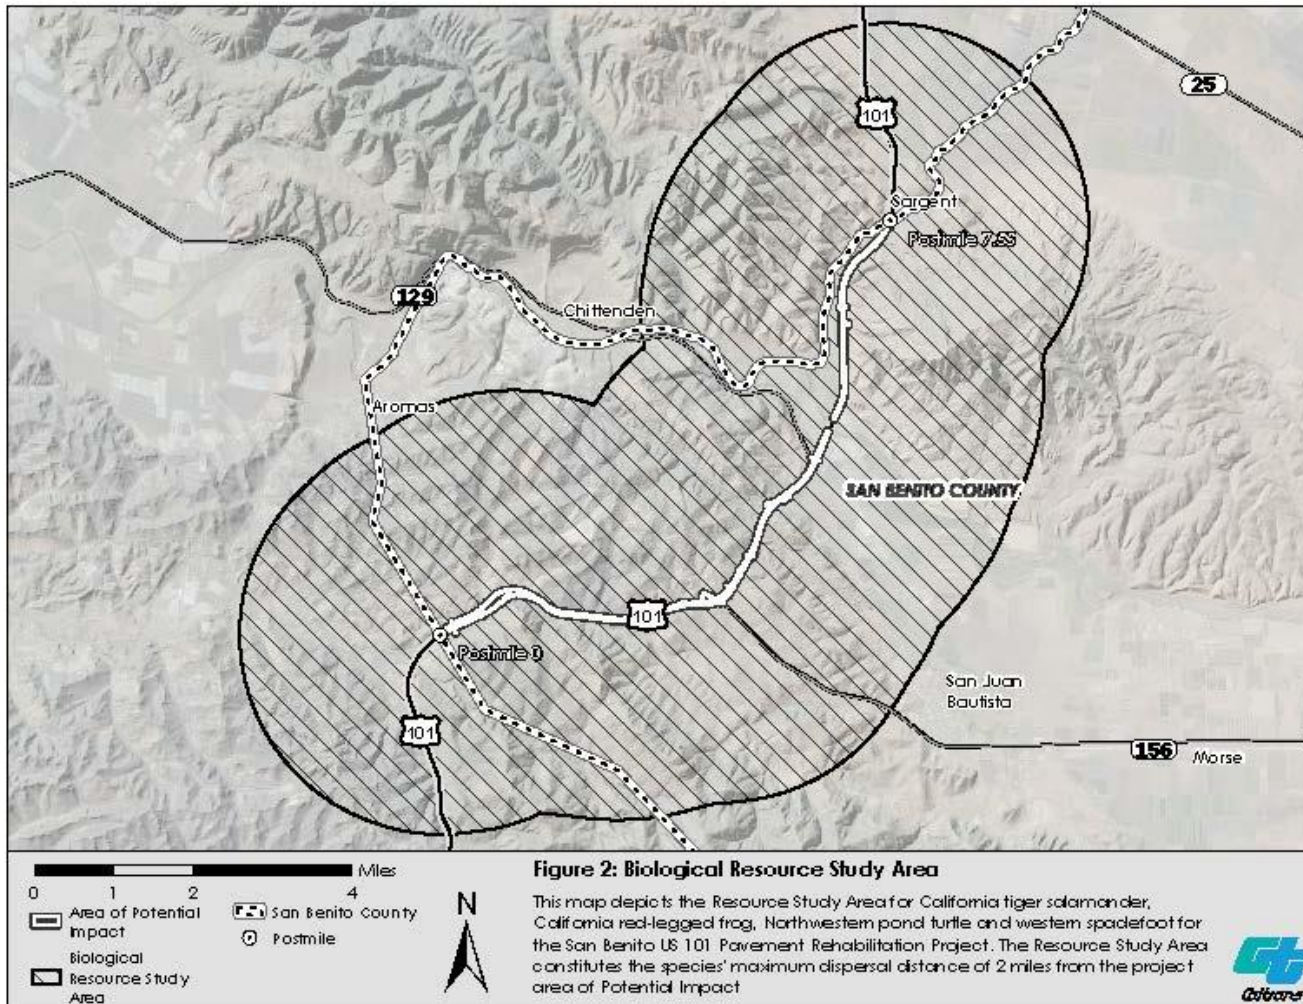 25
101
Sargent
Postmile 7.55
129
Chittenden
Aromas
SAN BENITO COUNTY
101
Postmile 0
San Juan
Bautista
101
156
Morse
Miles
0 1 2 4
Area of Potential
Impact
Biological
Resource Study
Area
San Benito County
Postmile
N
Figure 2: Biological Resource Study Area
This map depicts the Resource Study Area for California tiger salamander,
California red-legged frog, Northwestern pond turtle and western spadefoot for
the San Benito US 101 Pavement Rehabilitation Project. The Resource Study Area
constitutes the species' maximum dispersal distance of 2 miles from the project
area of Potential Impact
Caltrans